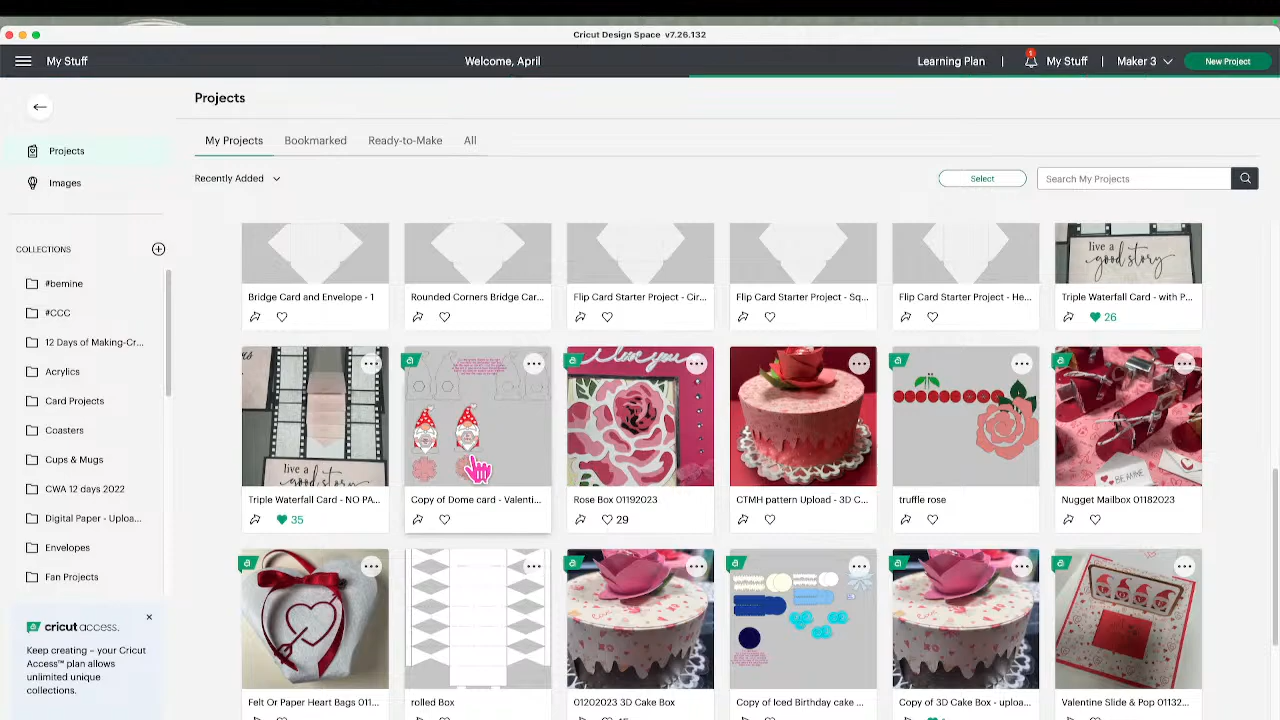 Cricut Design Space v7.26.132
My Stuff
Welcome, April
Learning Plan
1
My Stuff
Maker 3
New Project
Projects
My Projects
Bookmarked
Ready-to-Make
All
Recently Added
Select
Search My Projects
Projects
Images
COLLECTIONS
#bemine
#CCC
12 Days of Making-Cr...
Acrylics
Card Projects
Coasters
Cups & Mugs
CWA 12 days 2022
Digital Paper - Uploa...
Envelopes
Fan Projects
cricut access.
Keep creating – your Cricut
Access™ plan allows
unlimited unique
collections.
live a
good story
Bridge Card and Envelope - 1
Rounded Corners Bridge Car...
Flip Card Starter Project - Cir...
Flip Card Starter Project - Sq...
Flip Card Starter Project - He...
Triple Waterfall Card - with P...
26
live a
good story
i love you
BE MINE
Triple Waterfall Card - NO PA...
Copy of Dome card - Valenti...
Rose Box 01192023
CTMH pattern Upload - 3D C...
truffle rose
Nugget Mailbox 01182023
35
29
Felt Or Paper Heart Bags 011...
rolled Box
01202023 3D Cake Box
Copy of Iced Birthday cake ...
Copy of 3D Cake Box - uploa...
Valentine Slide & Pop 01132...